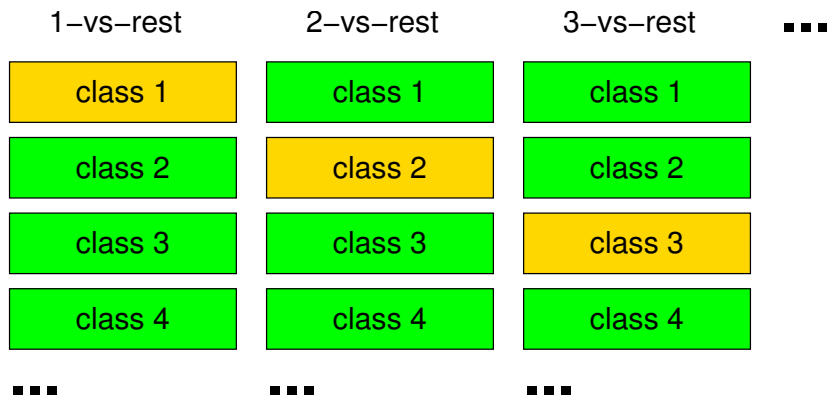 1−vs−rest 2−vs−rest 3−vs−rest ...
class 1 class 1 class 1
class 2 class 2 class 2
class 3 class 3 class 3
class 4 class 4 class 4
... ... ...